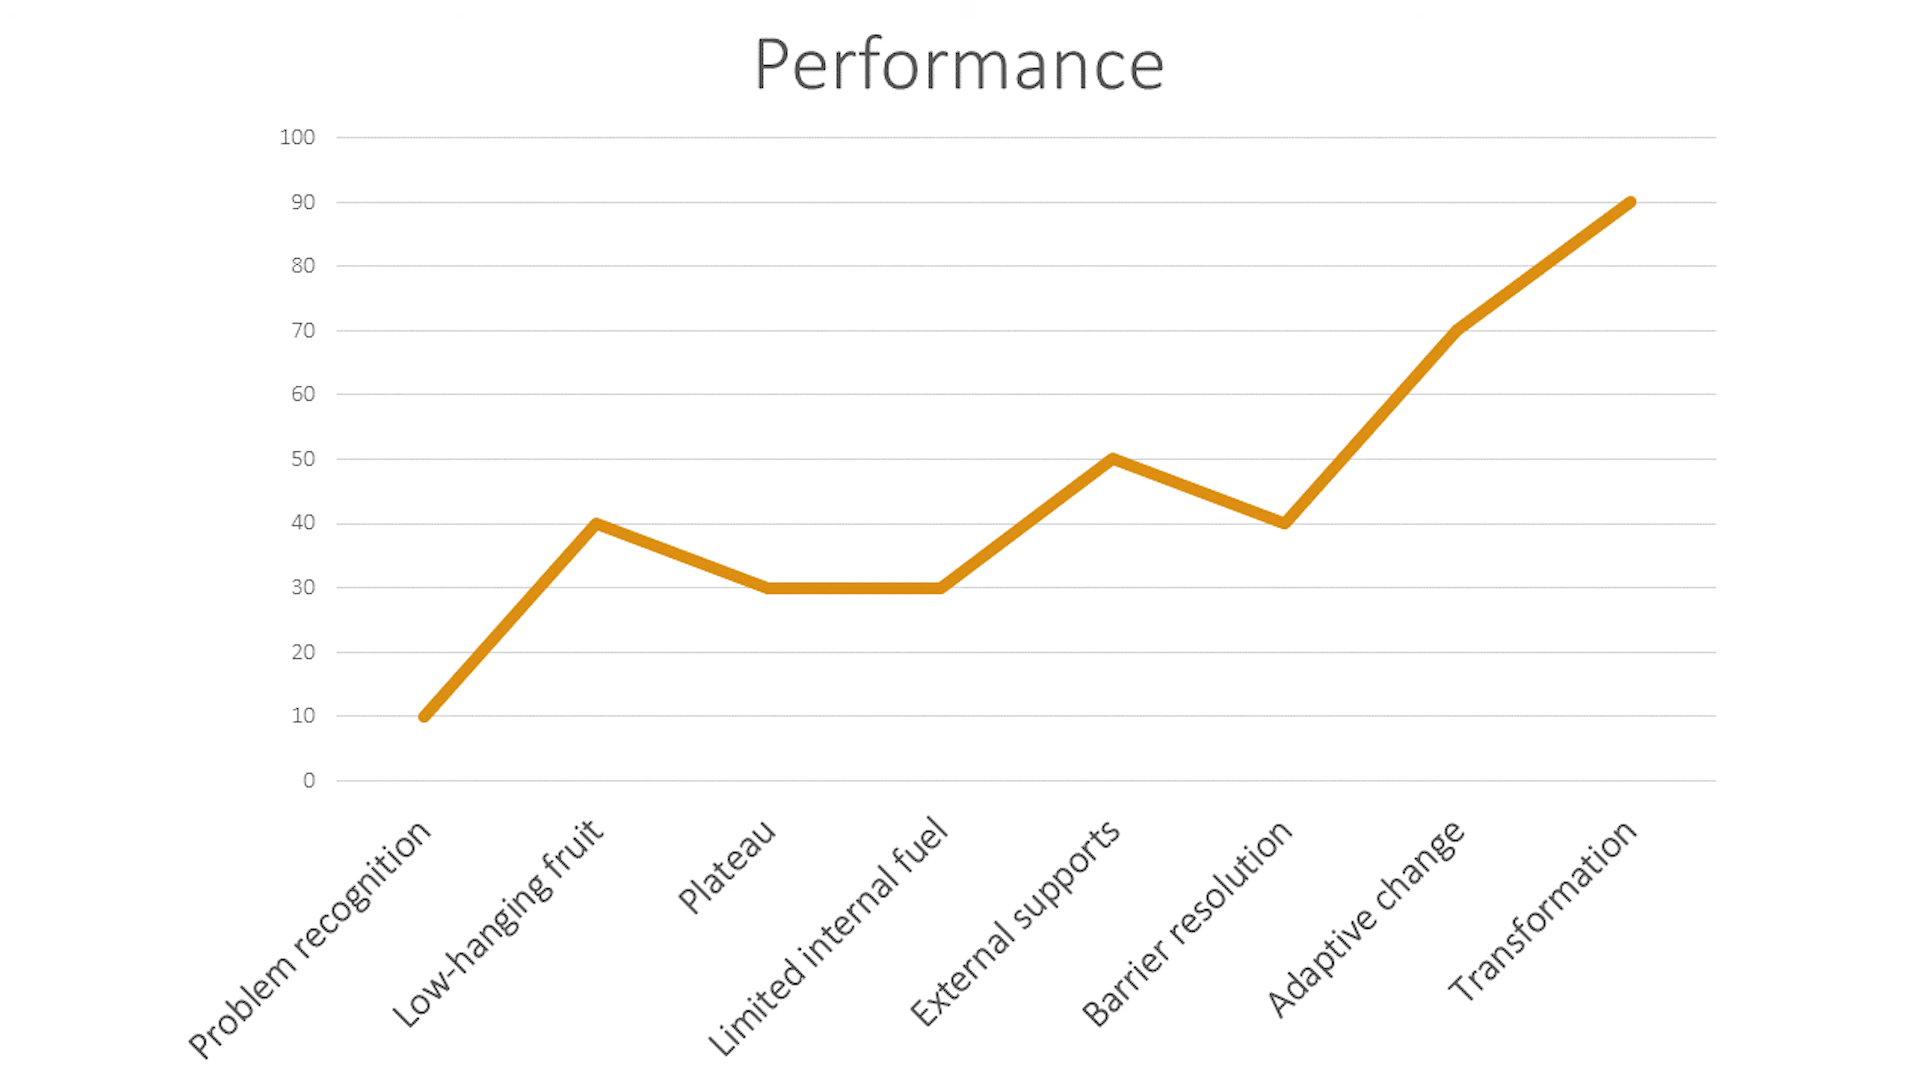 Performance
100
90
80
70
60
50
40
30
20
10
0
Problem recognition
Low-hanging fruit
Plateau
Limited internal fuel
External supports
Barrier resolution
Adaptive change
Transformation